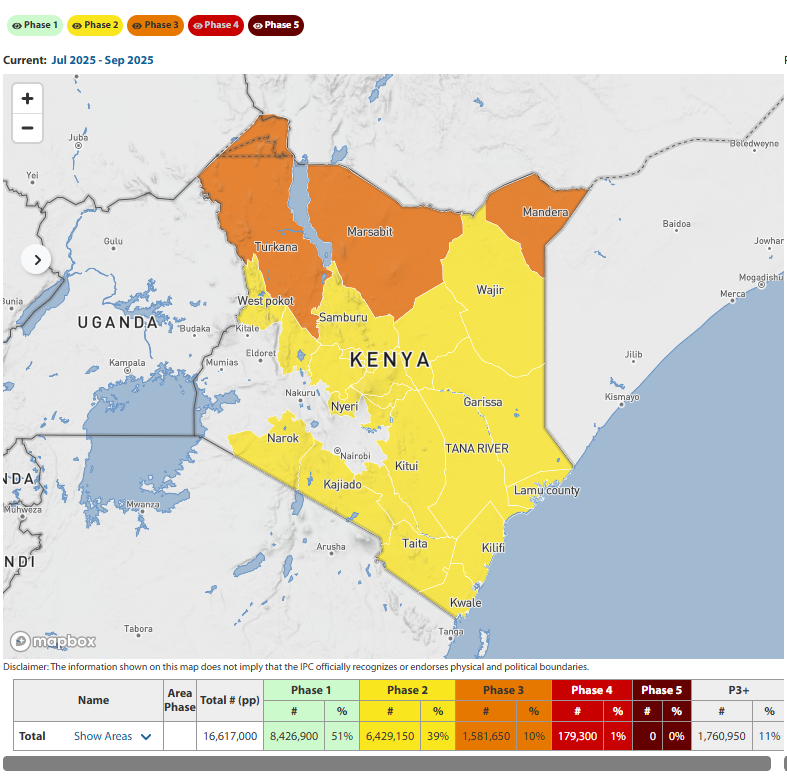 Phase 1 Phase 2 Phase 3 Phase 4 Phase 5
Current: Jul 2025 - Sep 2025
+
−
Juba
Beledweyne
Yei
Mandera
Baidoa
Marsabit
Gulu
Turkana
Jowhar
Mogadishu
Wajir
Merca
Bunia
West pokot
UGANDA
Samburu
Budaka
Kitale
Eldoret
KENYA
Jilib
Kampala
Mumias
Kismayo
Nakuru
Nyeri
Garissa
Narok
TANA RIVER
Nairobi
Kitui
NDA
Kajiado
Lamu county
Muhweza
Mwanza
Arusha
Taita
Kilifi
NDI
Kwale
Tabora
Tanga
mapbox
Disclaimer: The information shown on this map does not imply that the IPC officially recognizes or endorses physical and political boundaries.
Name Area Phase Total # (pp) Phase 1 Phase 2 Phase 3 Phase 4 Phase 5 P3+
# % # % # % # % # % # %
Total Show Areas 16,617,000 8,426,900 51% 6,429,150 39% 1,581,650 10% 179,300 1% 0 0% 1,760,950 11%